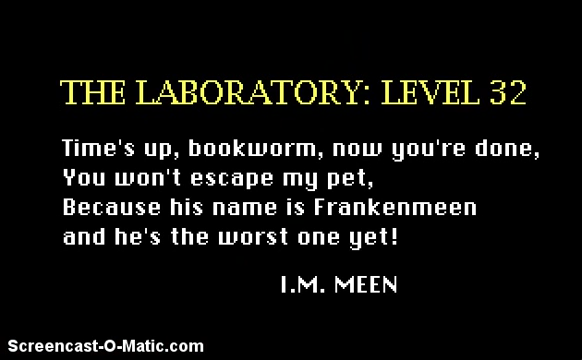 THE LABORATORY: LEVEL 32
Time's up, bookworm, now you're done,
You won't escape my pet,
Because his name is Frankenmeen
and he's the worst one yet!
I.M. MEEN
Screencast-O-Matic.com